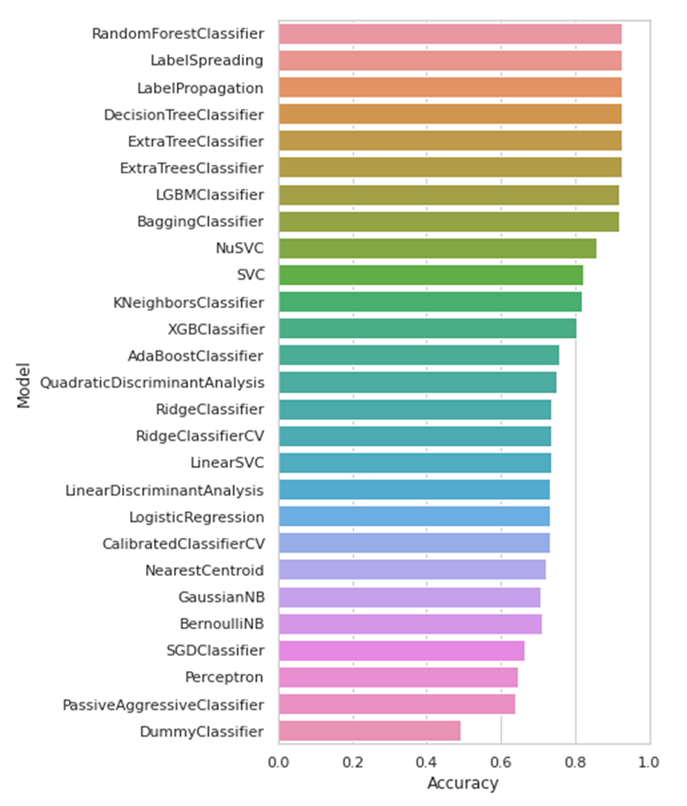 Model
RandomForestClassifier
LabelSpreading
LabelPropagation
DecisionTreeClassifier
ExtraTreeClassifier
ExtraTreesClassifier
LGBMClassifier
BaggingClassifier
NuSVC
SVC
KNeighborsClassifier
XGBClassifier
AdaBoostClassifier
QuadraticDiscriminantAnalysis
RidgeClassifier
RidgeClassifierCV
LinearSVC
LinearDiscriminantAnalysis
LogisticRegression
CalibratedClassifierCV
NearestCentroid
GaussianNB
BernoulliNB
SGDClassifier
Perceptron
PassiveAggressiveClassifier
DummyClassifier
0.0 0.2 0.4 0.6 0.8 1.0
Accuracy